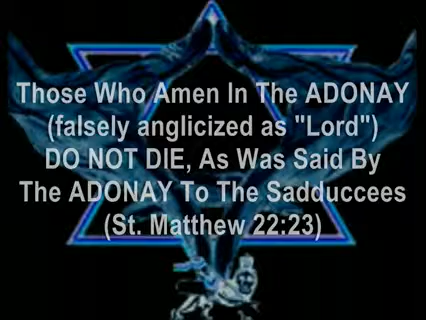 Those Who Amen In The ADONAY
(falsely anglicized as "Lord")
DO NOT DIE, As Was Said By
The ADONAY To The Sadducees
(St. Matthew 22:23)